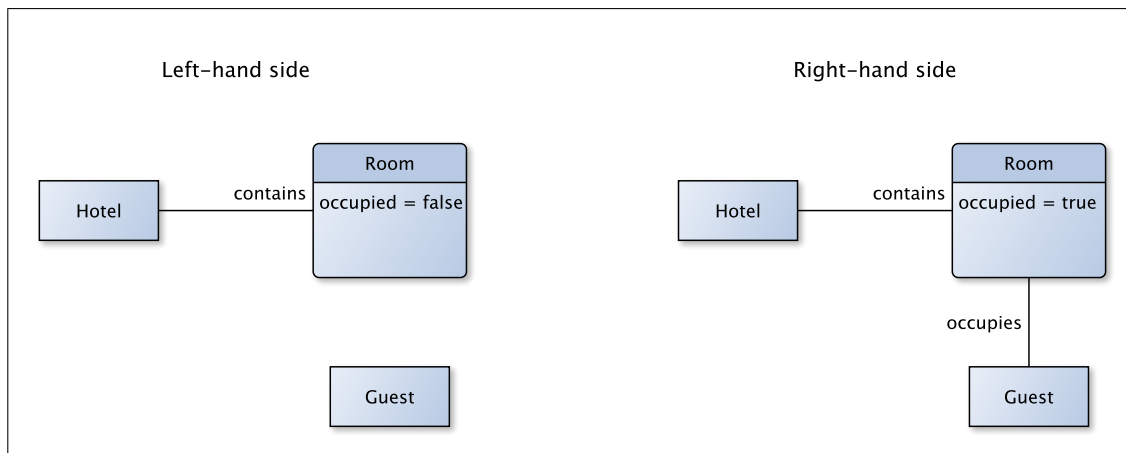 Left-hand side
Hotel
contains
Room
occupied = false
Guest
Right-hand side
Hotel
contains
Room
occupied = true
occupies
Guest